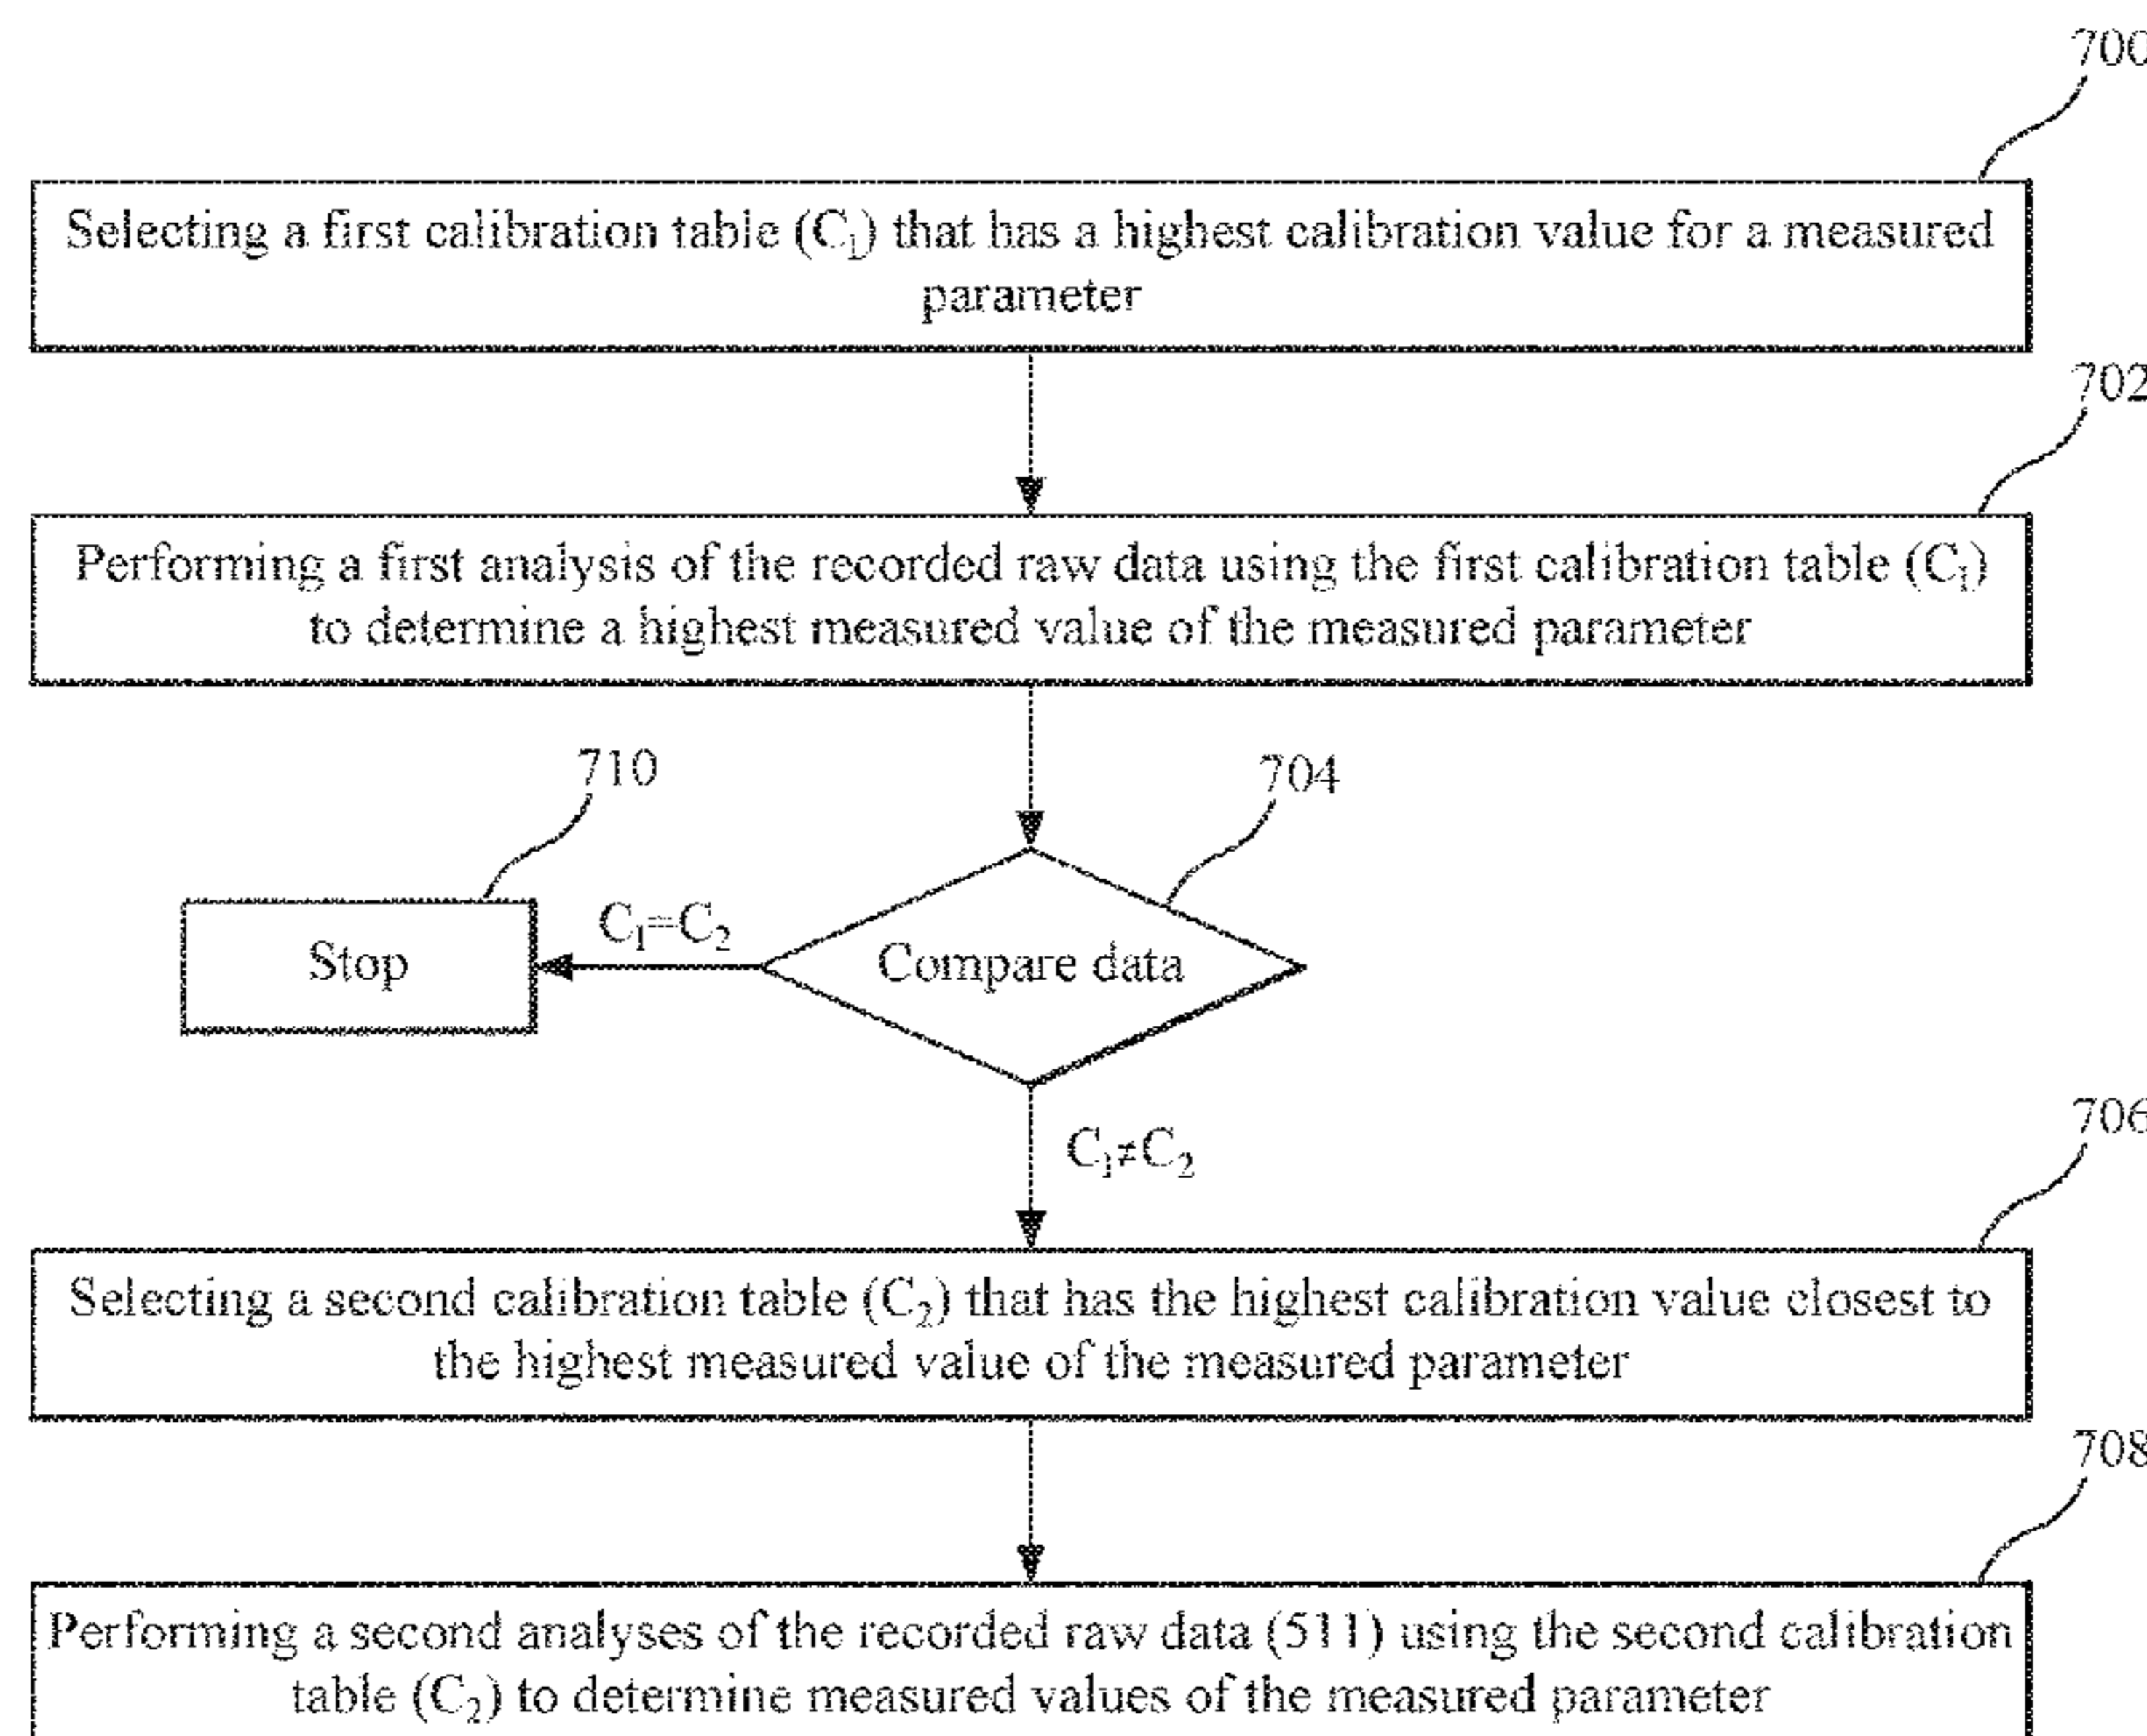 700
Selecting a first calibration table (C₁) that has a highest calibration value for a measured
parameter
702
Performing a first analysis of the recorded raw data using the first calibration table (C₁)
to determine a highest measured value of the measured parameter
710
704
Stop
C₁=C₂
Compare data
C₁≠C₂
706
Selecting a second calibration table (C₂) that has the highest calibration value closest to
the highest measured value of the measured parameter
708
Performing a second analyses of the recorded raw data (511) using the second calibration
table (C₂) to determine measured values of the measured parameter